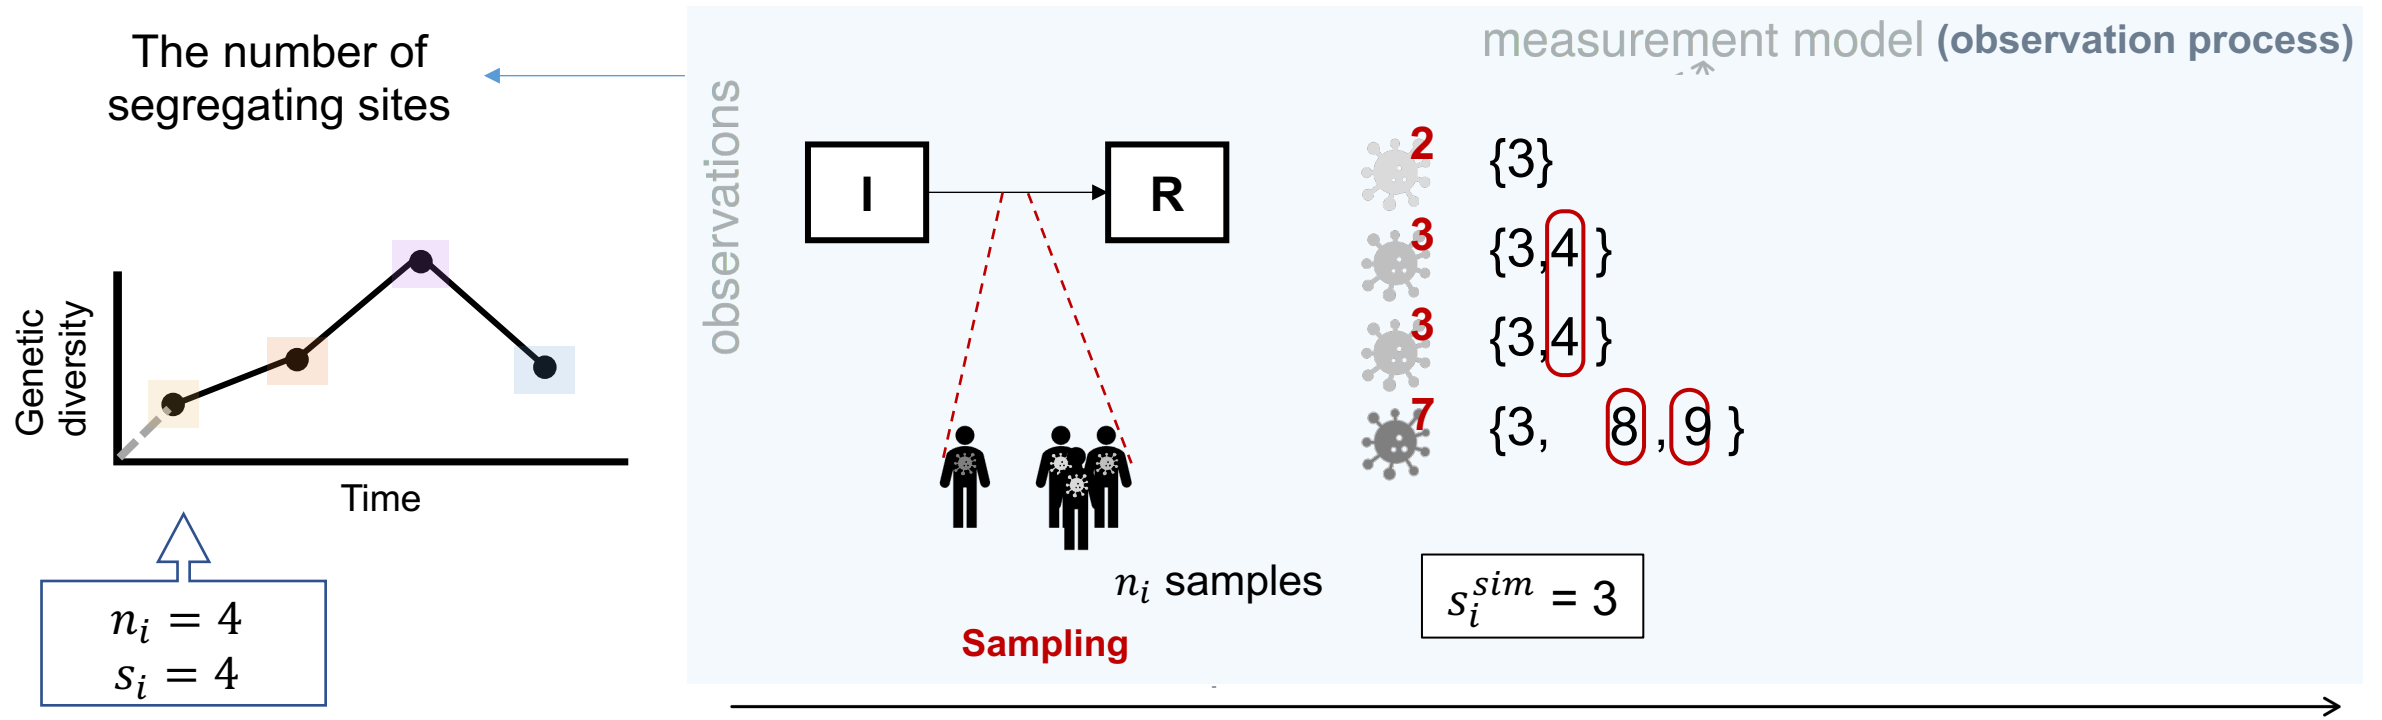 The number of
segregating sites
Genetic
diversity
Time
n_i = 4
s_i = 4
measurement model (observation process)
observations
I
R
2 {3}
3 {3,4 }
3 {3,4 }
7 {3, 8 , 9 }
n_i samples
s_i^sim = 3
Sampling